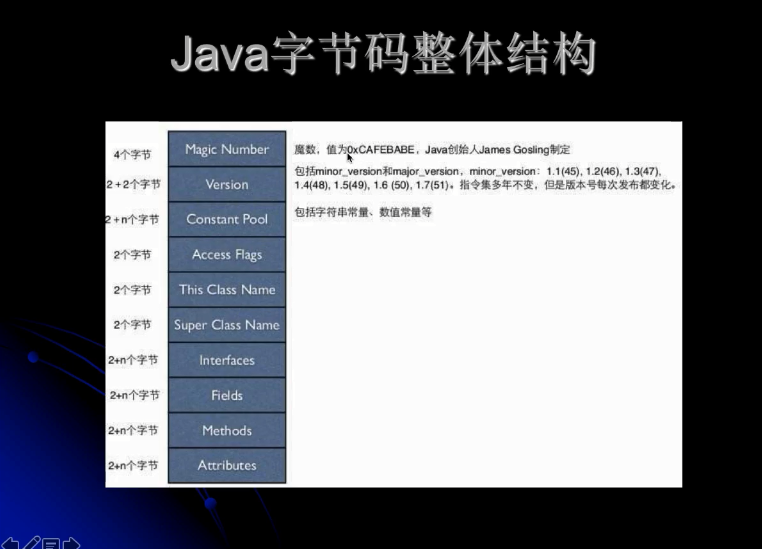 Java字节码整体结构
4个字节 Magic Number 魔数，值为0xCAFEBABE，Java创始人James Gosling制定
2+2个字节 Version 包括minor_version和major_version，minor_version：1.1(45), 1.2(46), 1.3(47),
1.4(48), 1.5(49), 1.6 (50), 1.7(51)。指令集多年不变，但是版本号每次发布都变化。
2+n个字节 Constant Pool 包括字符串常量、数值常量等
2个字节 Access Flags
2个字节 This Class Name
2个字节 Super Class Name
2+n个字节 Interfaces
2+n个字节 Fields
2+n个字节 Methods
2+n个字节 Attributes